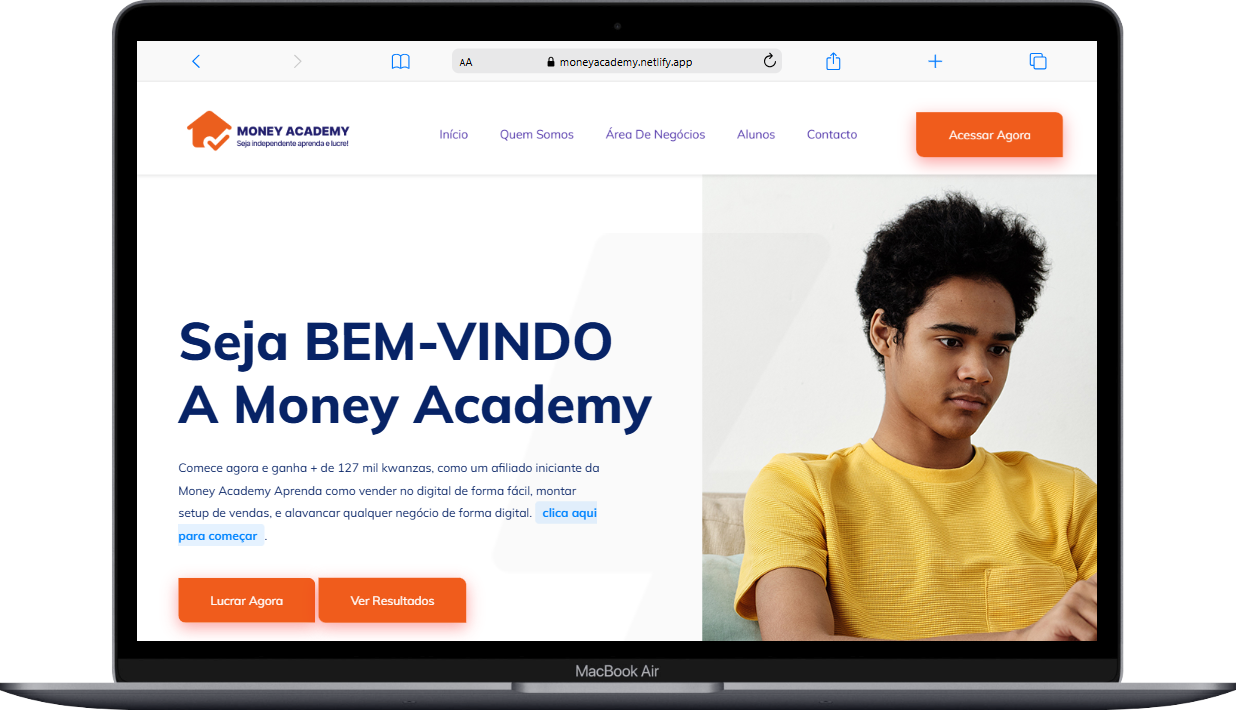 AA moneyacademy.netlify.app
MONEY ACADEMY
Seja independente aprenda e lucre!
Início Quem Somos Área De Negócios Alunos Contacto Acessar Agora
Seja BEM-VINDO
A Money Academy
Comece agora e ganha + de 127 mil kwanzas, como um afiliado iniciante da
Money Academy Aprenda como vender no digital de forma fácil, montar
setup de vendas, e alavancar qualquer negócio de forma digital. clica aqui
para começar .
Lucrar Agora Ver Resultados
MacBook Air